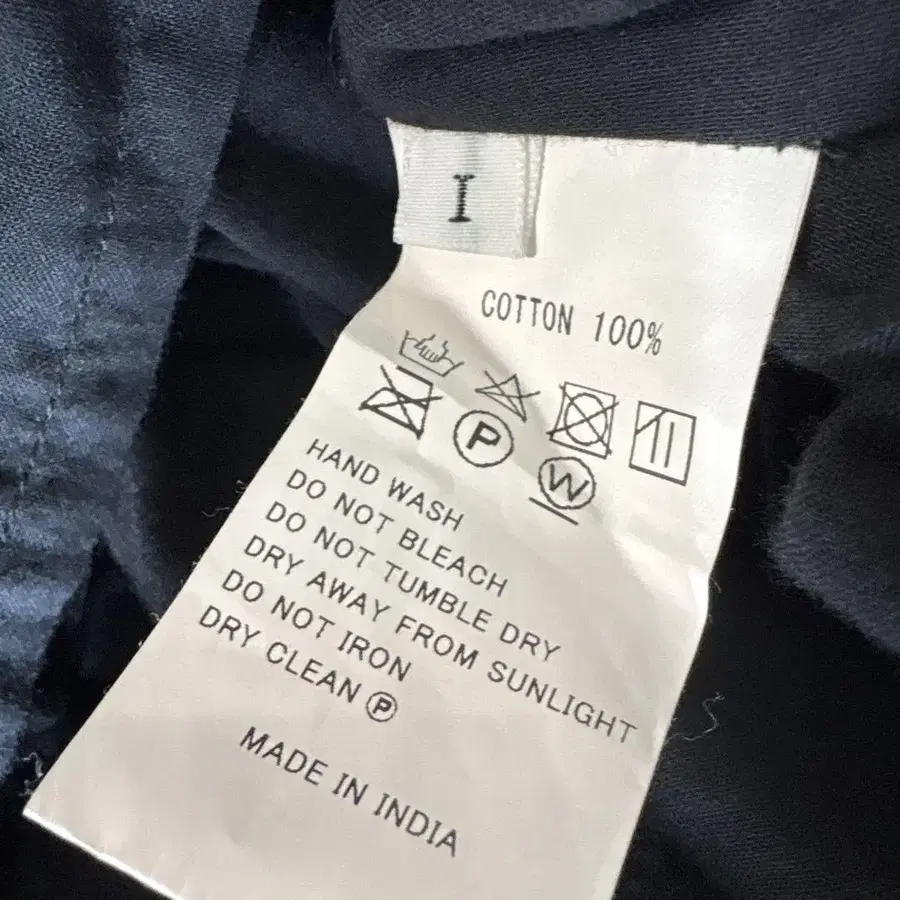 I
COTTON 100%
P
W
HAND WASH
DO NOT BLEACH
DO NOT TUMBLE DRY
DRY AWAY FROM SUNLIGHT
DO NOT IRON
DRY CLEAN Ⓟ
MADE IN INDIA